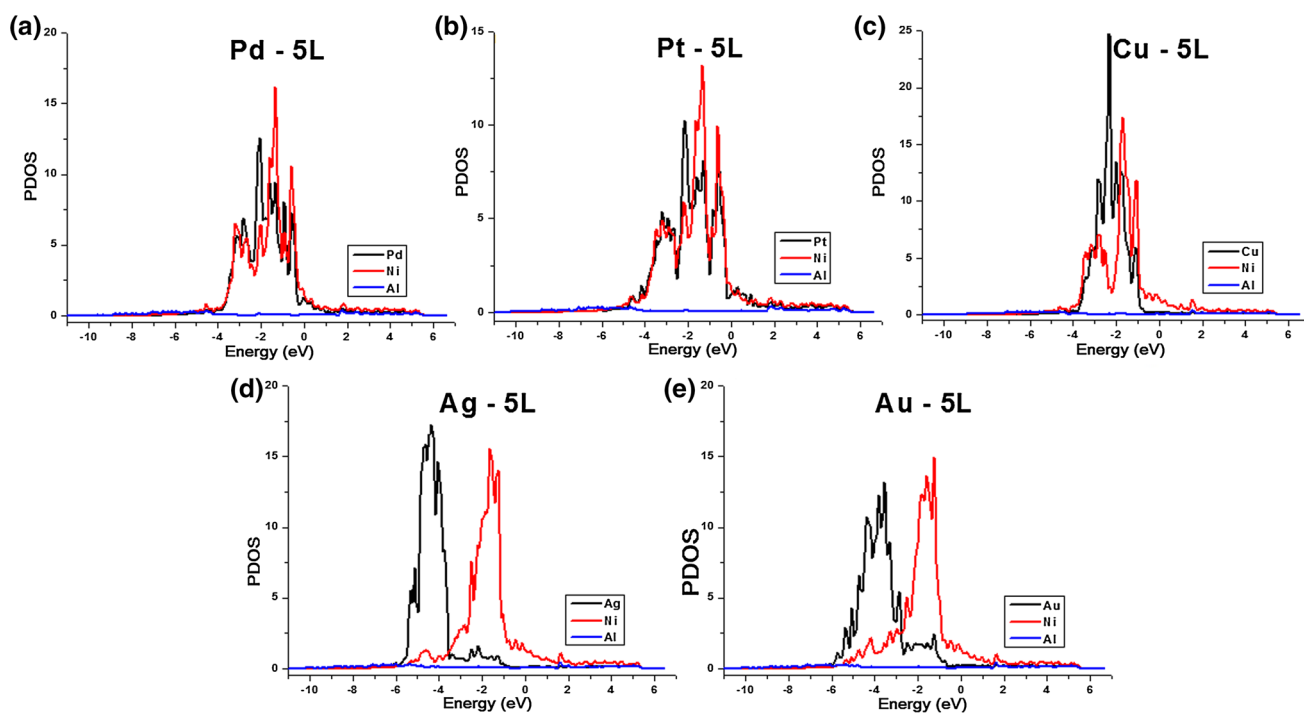 (a)
Pd - 5L
20
15
10
5
0
PDOS
-10 -8 -6 -4 -2 0 2 4 6
Energy (eV)
Pd
Ni
Al
(b)
Pt - 5L
15
10
5
0
PDOS
-10 -8 -6 -4 -2 0 2 4 6
Energy (eV)
Pt
Ni
Al
(c)
Cu - 5L
25
20
15
10
5
0
PDOS
-10 -8 -6 -4 -2 0 2 4 6
Energy (eV)
Cu
Ni
Al
(d)
Ag - 5L
20
15
10
5
0
PDOS
-10 -8 -6 -4 -2 0 2 4 6
Energy (eV)
Ag
Ni
Al
(e)
Au - 5L
20
15
10
5
0
PDOS
-10 -8 -6 -4 -2 0 2 4 6
Energy (eV)
Au
Ni
Al